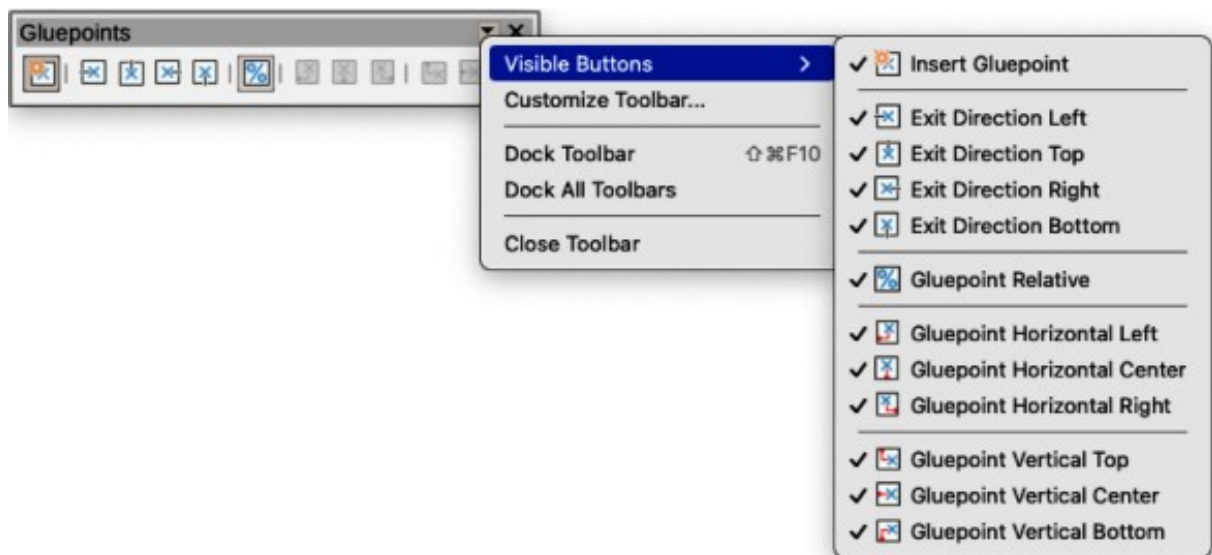 Gluepoints
Visible Buttons
Customize Toolbar...
Dock Toolbar ⇧⌘F10
Dock All Toolbars
Close Toolbar
Insert Gluepoint
Exit Direction Left
Exit Direction Top
Exit Direction Right
Exit Direction Bottom
Gluepoint Relative
Gluepoint Horizontal Left
Gluepoint Horizontal Center
Gluepoint Horizontal Right
Gluepoint Vertical Top
Gluepoint Vertical Center
Gluepoint Vertical Bottom